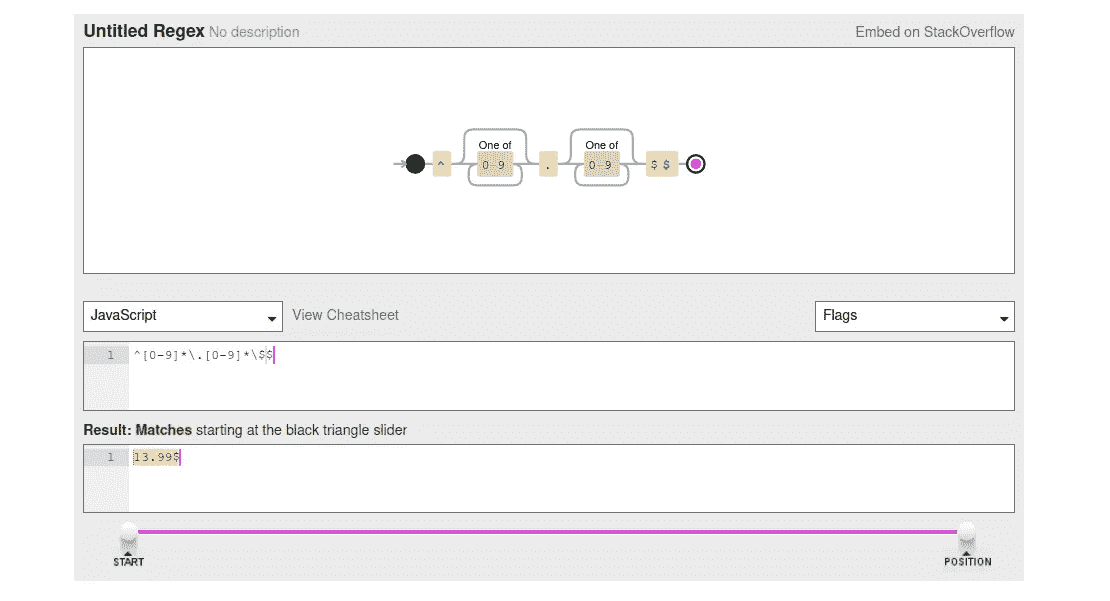 Untitled Regex No description Embed on StackOverflow
One of One of
^ 0-9 . 0-9 $ $
JavaScript View Cheatsheet Flags
1 ^[0-9]*\.[0-9]*\$$
Result: Matches starting at the black triangle slider
1 13.99$
START POSITION